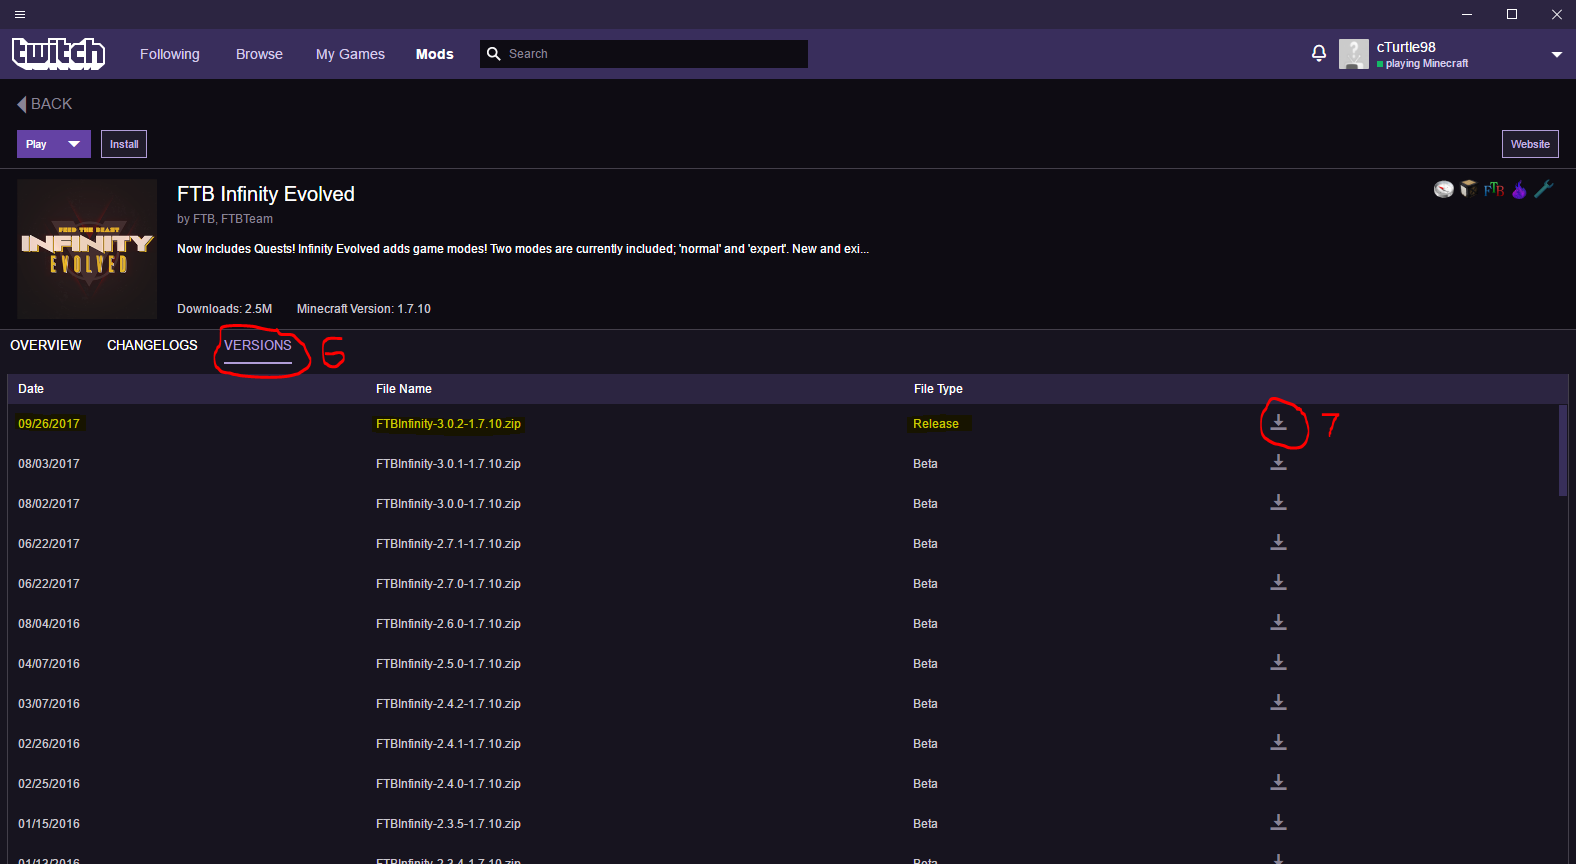 twitch
Following Browse My Games Mods Search
cTurtle98
playing Minecraft
BACK
Play Install Website
FEED THE BEAST
INFINITY
EVOLVED
FTB Infinity Evolved
FTB
by FTB, FTBTeam
Now Includes Quests! Infinity Evolved adds game modes! Two modes are currently included; 'normal' and 'expert'. New and exi...
Downloads: 2.5M Minecraft Version: 1.7.10
OVERVIEW CHANGELOGS VERSIONS 6
Date File Name File Type
09/26/2017 FTBInfinity-3.0.2-1.7.10.zip Release 7
08/03/2017 FTBInfinity-3.0.1-1.7.10.zip Beta
08/02/2017 FTBInfinity-3.0.0-1.7.10.zip Beta
06/22/2017 FTBInfinity-2.7.1-1.7.10.zip Beta
06/22/2017 FTBInfinity-2.7.0-1.7.10.zip Beta
08/04/2016 FTBInfinity-2.6.0-1.7.10.zip Beta
04/07/2016 FTBInfinity-2.5.0-1.7.10.zip Beta
03/07/2016 FTBInfinity-2.4.2-1.7.10.zip Beta
02/26/2016 FTBInfinity-2.4.1-1.7.10.zip Beta
02/25/2016 FTBInfinity-2.4.0-1.7.10.zip Beta
01/15/2016 FTBInfinity-2.3.5-1.7.10.zip Beta
01/13/2016 FTBInfinity-2.3.4-1.7.10.zip Beta